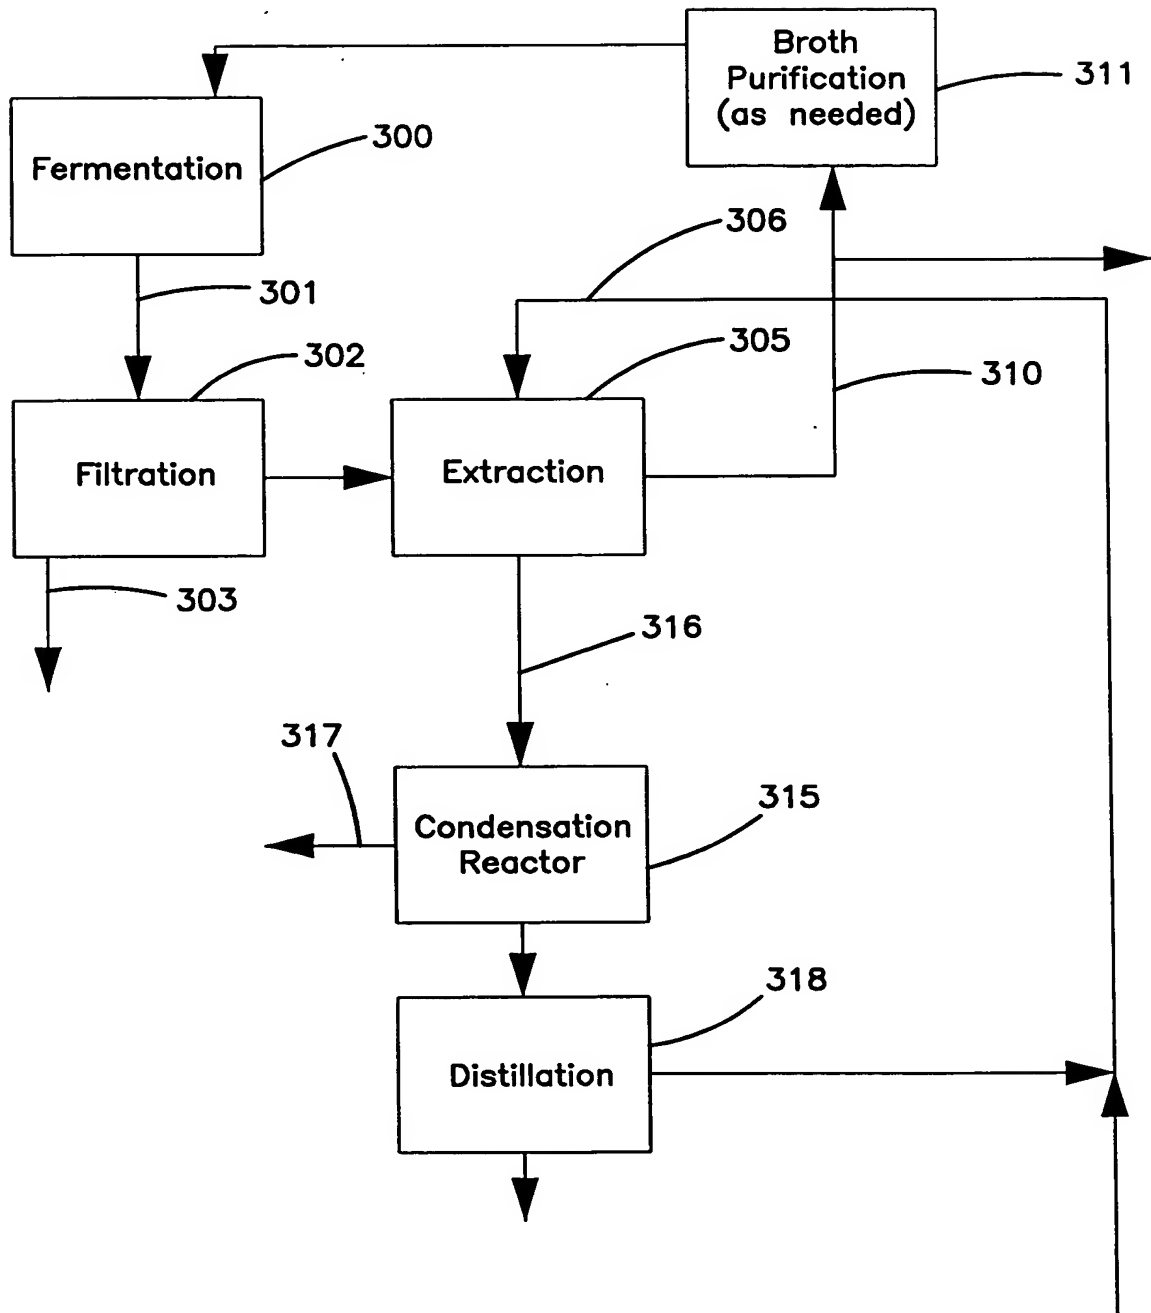 Broth
Purification
(as needed)
311
Fermentation
300
306
301
302
305
310
Filtration
Extraction
303
316
317
315
Condensation
Reactor
318
Distillation